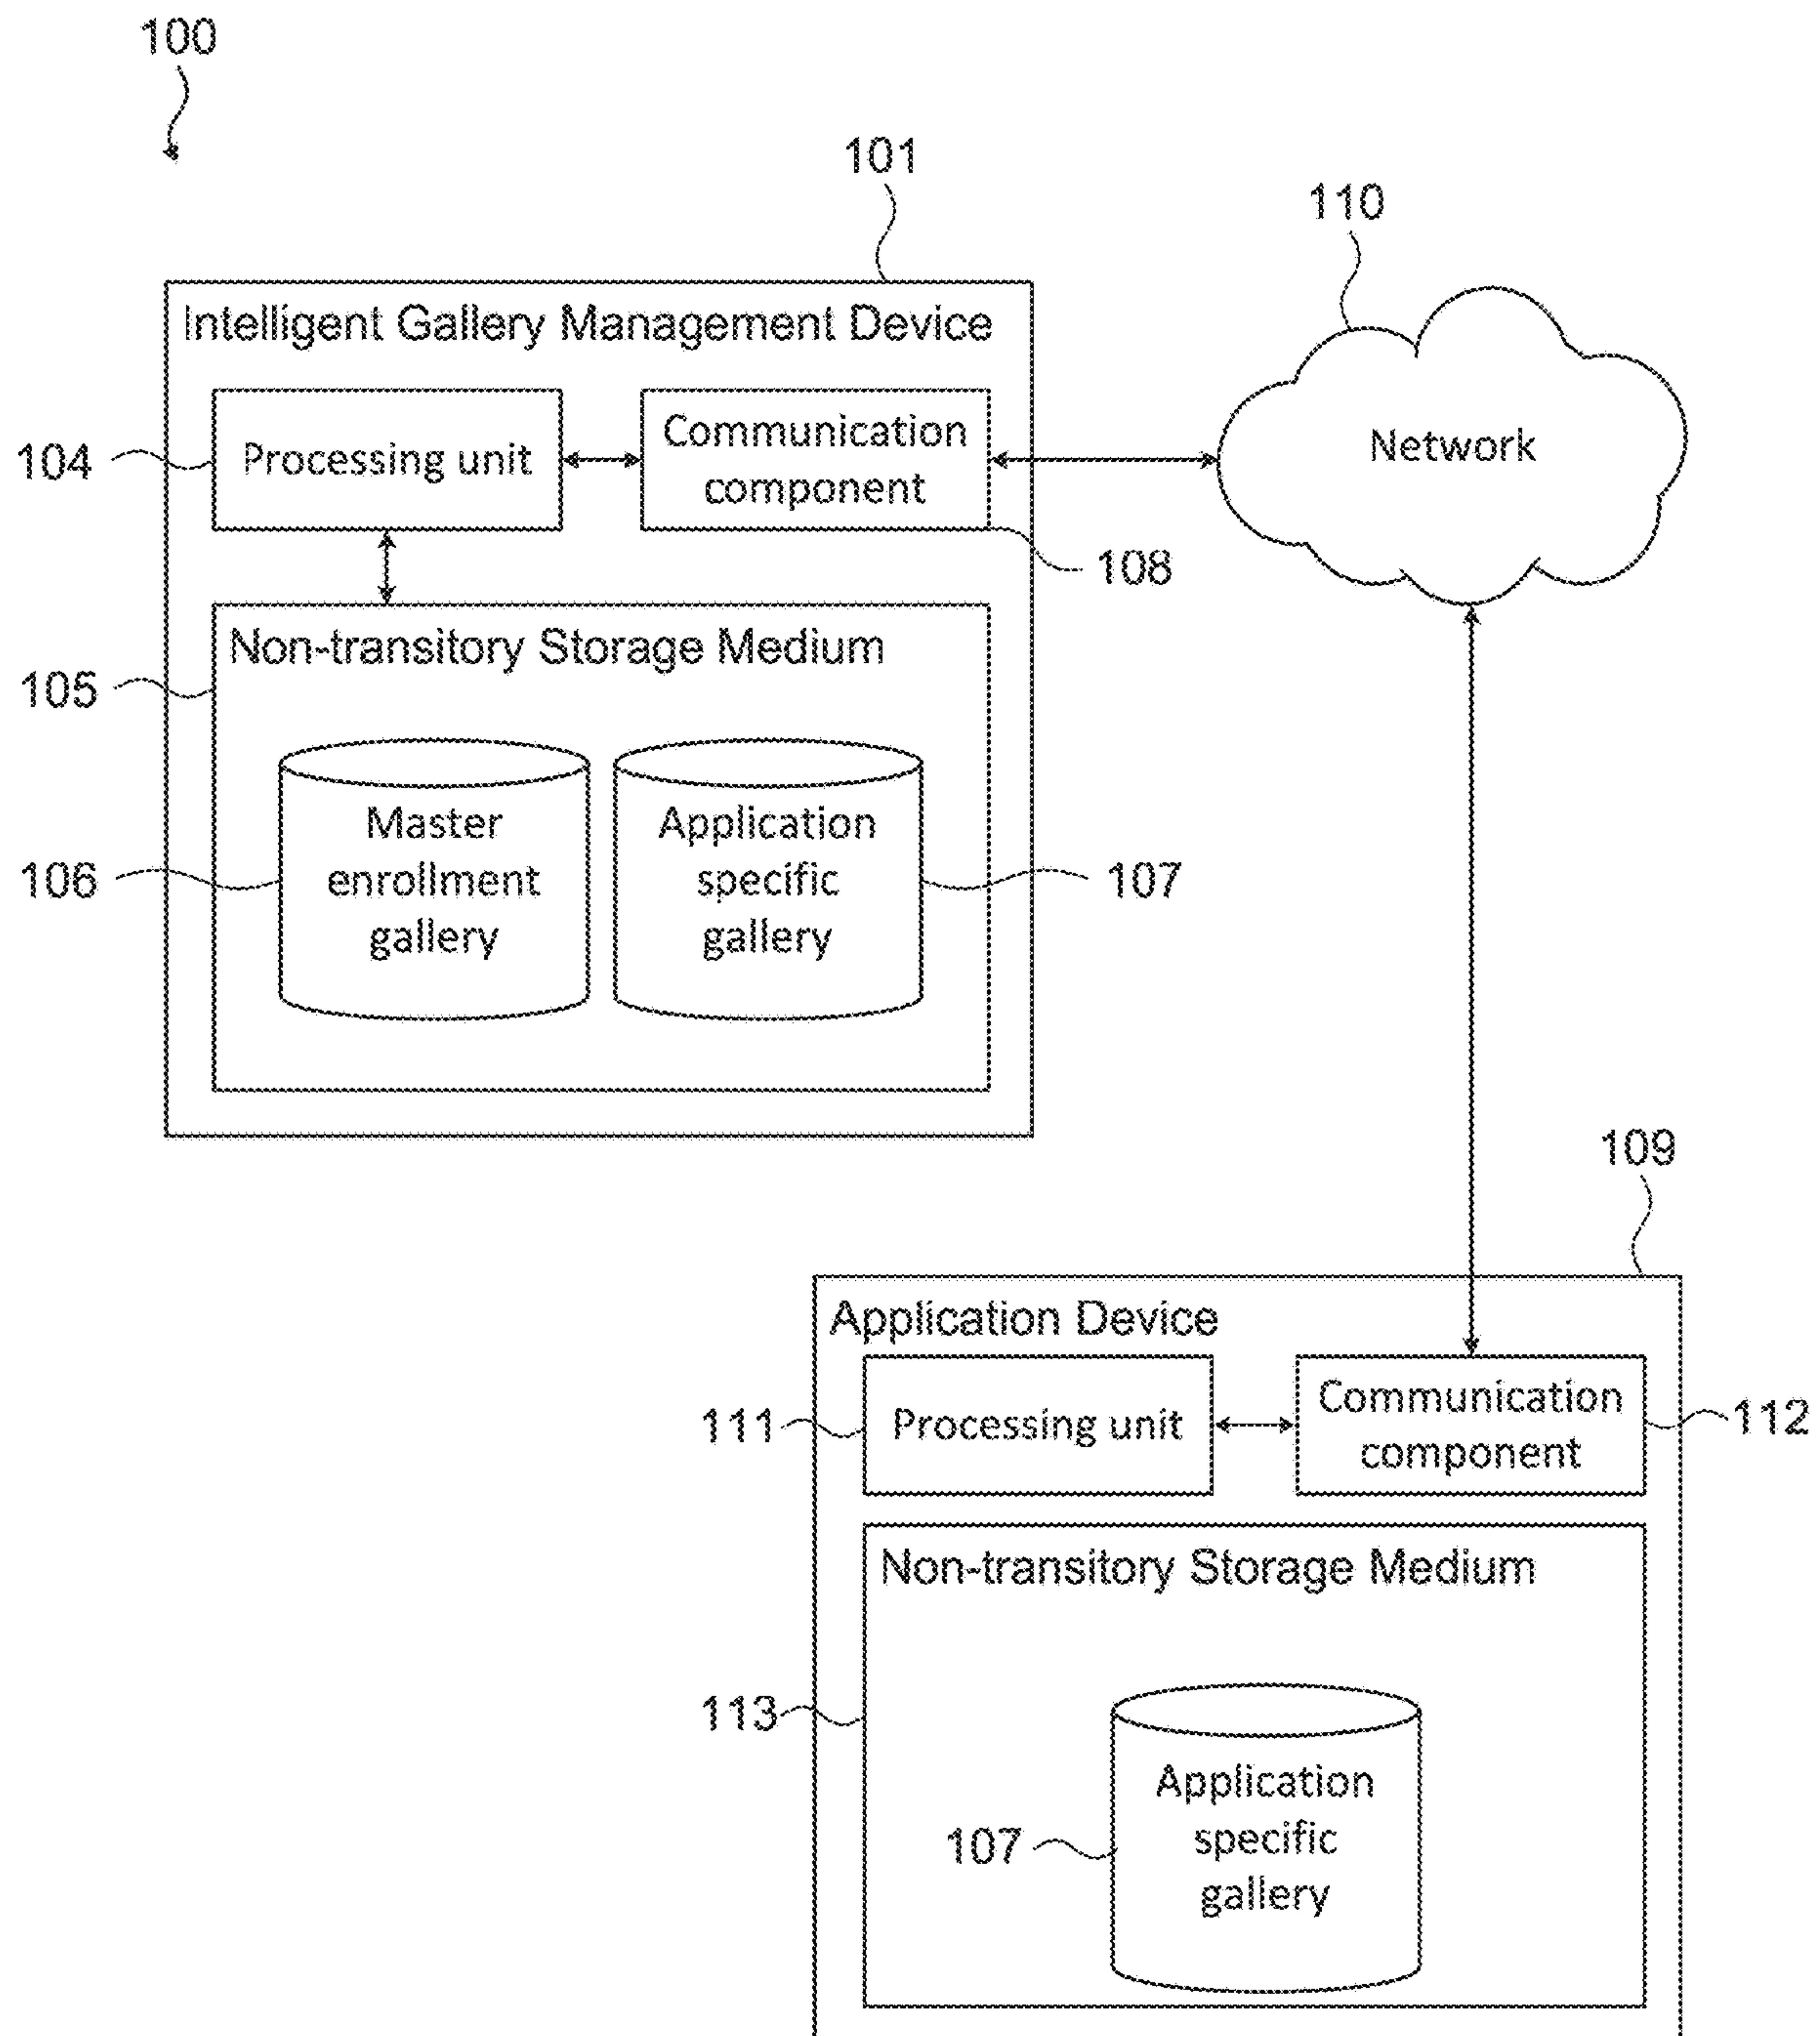 100
101
110
Intelligent Gallery Management Device
104
Processing unit
Communication
component
Network
108
Non-transitory Storage Medium
105
106
Master
enrollment
gallery
Application
specific
gallery
107
109
Application Device
111
Processing unit
Communication
component
112
Non-transitory Storage Medium
113
107
Application
specific
gallery